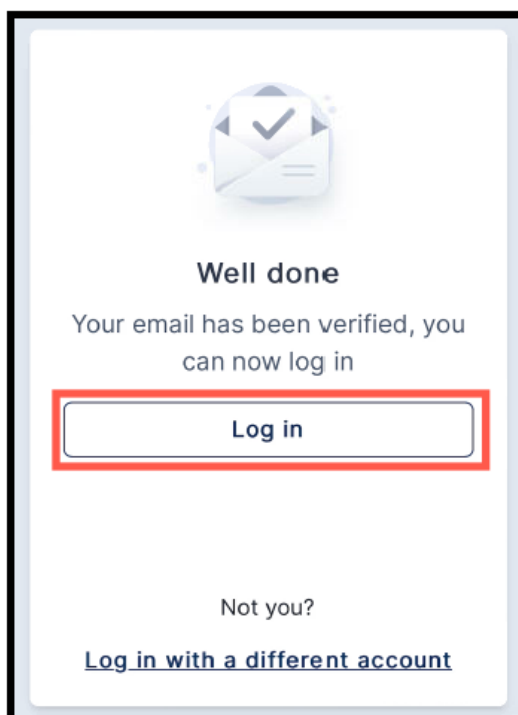 Well done
Your email has been verified, you
can now log in
Log in
Not you?
Log in with a different account